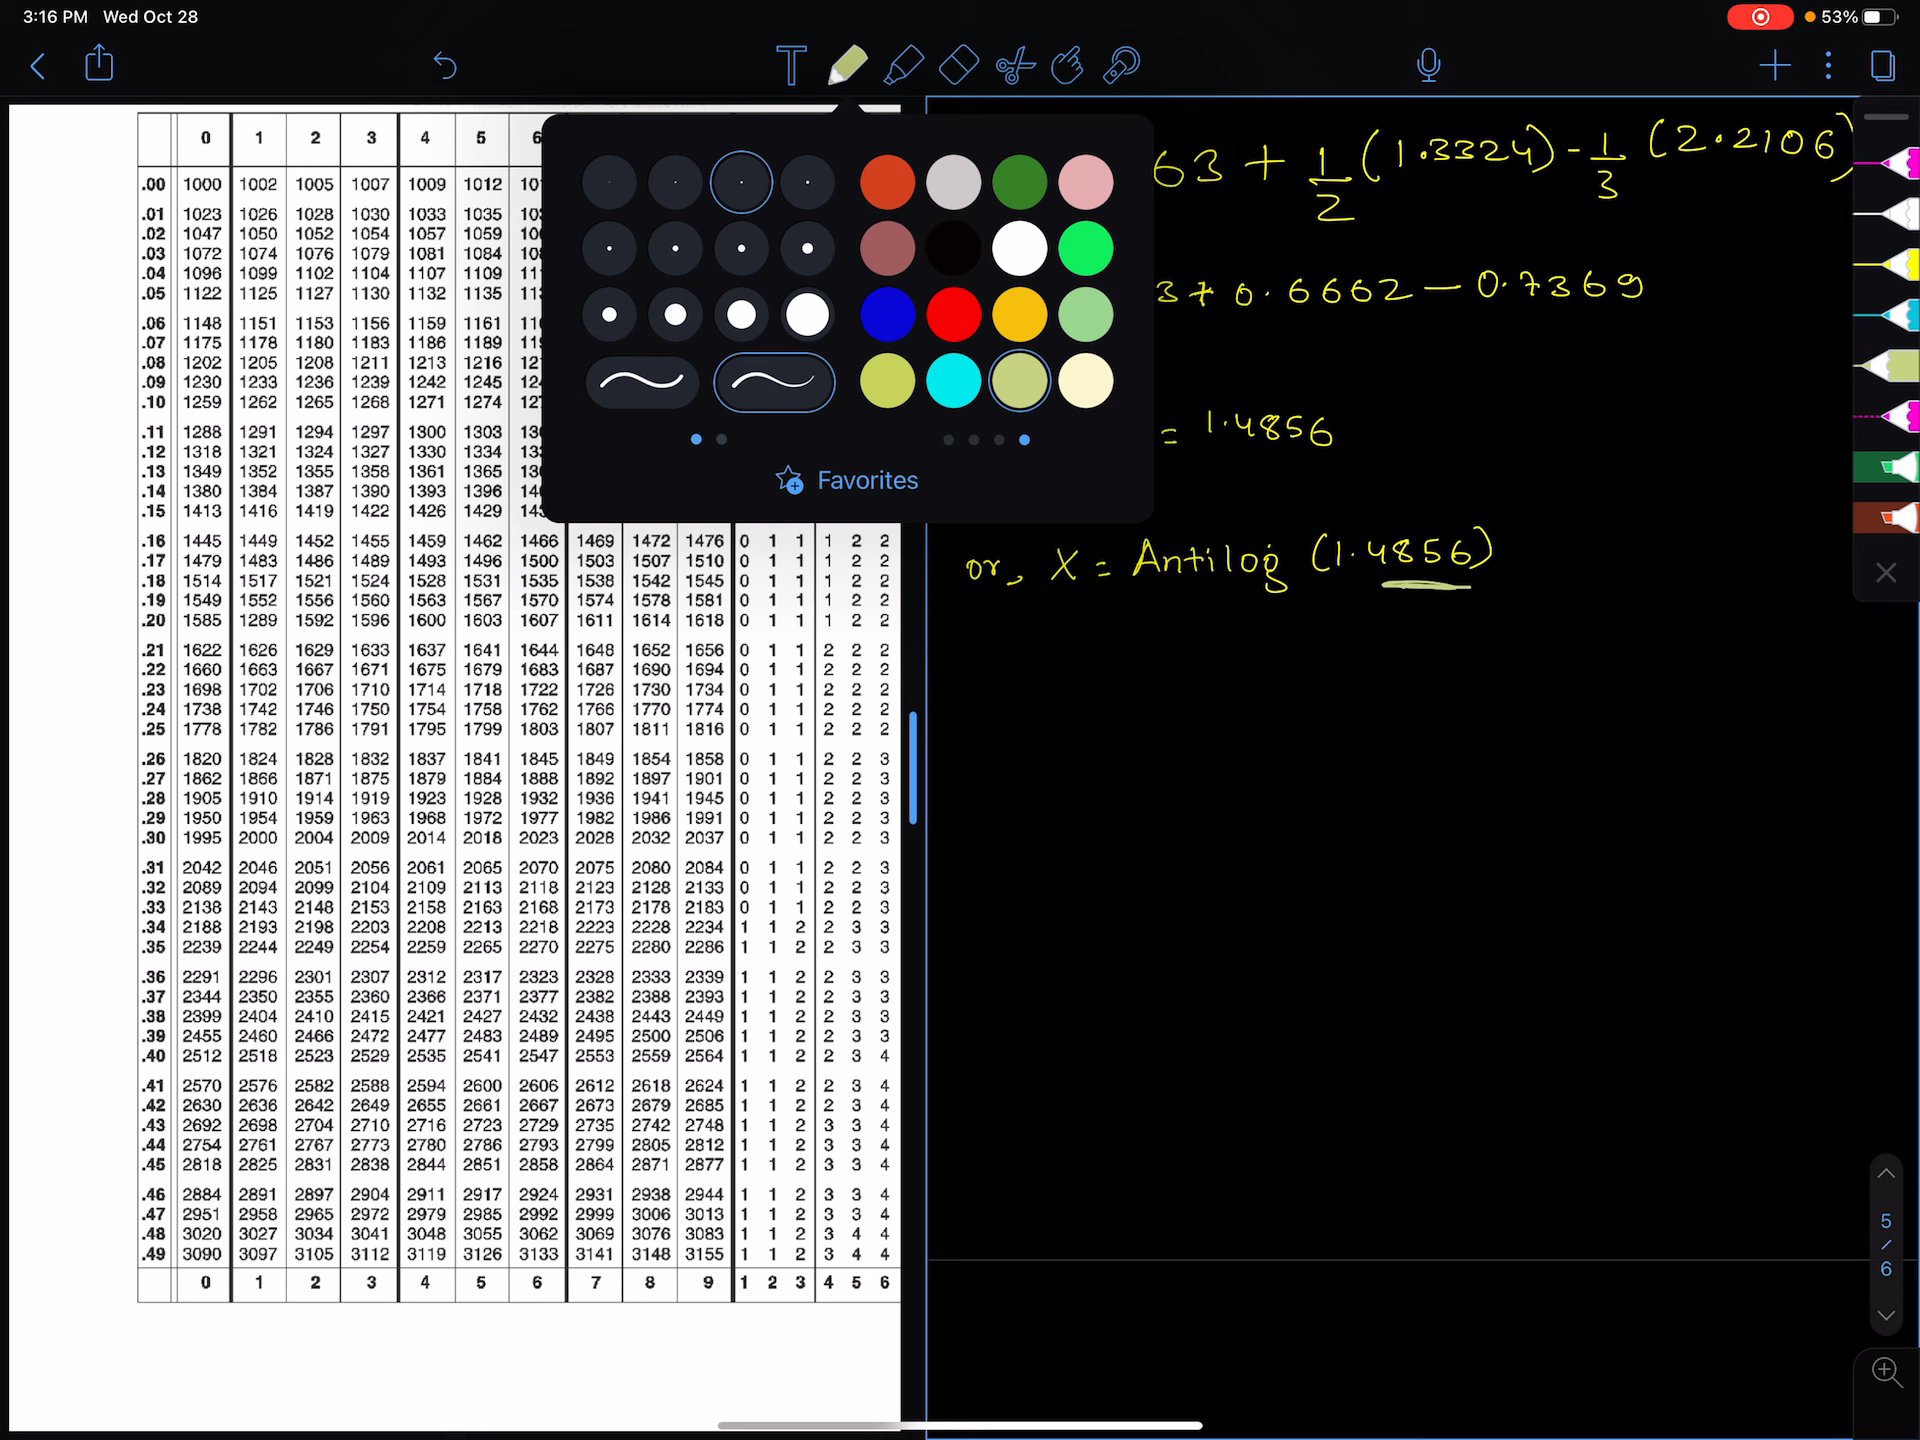 3:16 PM Wed Oct 28
53%
T
0 1 2 3 4 5 6
.00 1000 1002 1005 1007 1009 1012
.01 1023 1026 1028 1030 1033 1035
.02 1047 1050 1052 1054 1057 1059
.03 1072 1074 1076 1079 1081 1084
.04 1096 1099 1102 1104 1107 1109
.05 1122 1125 1127 1130 1132 1135
.06 1148 1151 1153 1156 1159 1161
.07 1175 1178 1180 1183 1186 1189
.08 1202 1205 1208 1211 1213 1216
.09 1230 1233 1236 1239 1242 1245
.10 1259 1262 1265 1268 1271 1274
.11 1288 1291 1294 1297 1300 1303
.12 1318 1321 1324 1327 1330 1334
.13 1349 1352 1355 1358 1361 1365
.14 1380 1384 1387 1390 1393 1396
.15 1413 1416 1419 1422 1426 1429
.16 1445 1449 1452 1455 1459 1462 1466 1469 1472 1476 0 1 1 1 2 2
.17 1479 1483 1486 1489 1493 1496 1500 1503 1507 1510 0 1 1 1 2 2
.18 1514 1517 1521 1524 1528 1531 1535 1538 1542 1545 0 1 1 1 2 2
.19 1549 1552 1556 1560 1563 1567 1570 1574 1578 1581 0 1 1 1 2 2
.20 1585 1289 1592 1596 1600 1603 1607 1611 1614 1618 0 1 1 1 2 2
.21 1622 1626 1629 1633 1637 1641 1644 1648 1652 1656 0 1 1 2 2 2
.22 1660 1663 1667 1671 1675 1679 1683 1687 1690 1694 0 1 1 2 2 2
.23 1698 1702 1706 1710 1714 1718 1722 1726 1730 1734 0 1 1 2 2 2
.24 1738 1742 1746 1750 1754 1758 1762 1766 1770 1774 0 1 1 2 2 2
.25 1778 1782 1786 1791 1795 1799 1803 1807 1811 1816 0 1 1 2 2 2
.26 1820 1824 1828 1832 1837 1841 1845 1849 1854 1858 0 1 1 2 2 3
.27 1862 1866 1871 1875 1879 1884 1888 1892 1897 1901 0 1 1 2 2 3
.28 1905 1910 1914 1919 1923 1928 1932 1936 1941 1945 0 1 1 2 2 3
.29 1950 1954 1959 1963 1968 1972 1977 1982 1986 1991 0 1 1 2 2 3
.30 1995 2000 2004 2009 2014 2018 2023 2028 2032 2037 0 1 1 2 2 3
.31 2042 2046 2051 2056 2061 2065 2070 2075 2080 2084 0 1 1 2 2 3
.32 2089 2094 2099 2104 2109 2113 2118 2123 2128 2133 0 1 1 2 2 3
.33 2138 2143 2148 2153 2158 2163 2168 2173 2178 2183 0 1 1 2 2 3
.34 2188 2193 2198 2203 2208 2213 2218 2223 2228 2234 1 1 2 2 3 3
.35 2239 2244 2249 2254 2259 2265 2270 2275 2280 2286 1 1 2 2 3 3
.36 2291 2296 2301 2307 2312 2317 2323 2328 2333 2339 1 1 2 2 3 3
.37 2344 2350 2355 2360 2366 2371 2377 2382 2388 2393 1 1 2 2 3 3
.38 2399 2404 2410 2415 2421 2427 2432 2438 2443 2449 1 1 2 2 3 3
.39 2455 2460 2466 2472 2477 2483 2489 2495 2500 2506 1 1 2 2 3 3
.40 2512 2518 2523 2529 2535 2541 2547 2553 2559 2564 1 1 2 2 3 4
.41 2570 2576 2582 2588 2594 2600 2606 2612 2618 2624 1 1 2 2 3 4
.42 2630 2636 2642 2649 2655 2661 2667 2673 2679 2685 1 1 2 2 3 4
.43 2692 2698 2704 2710 2716 2723 2729 2735 2742 2748 1 1 2 3 3 4
.44 2754 2761 2767 2773 2780 2786 2793 2799 2805 2812 1 1 2 3 3 4
.45 2818 2825 2831 2838 2844 2851 2858 2864 2871 2877 1 1 2 3 3 4
.46 2884 2891 2897 2904 2911 2917 2924 2931 2938 2944 1 1 2 3 3 4
.47 2951 2958 2965 2972 2979 2985 2992 2999 3006 3013 1 1 2 3 3 4
.48 3020 3027 3034 3041 3048 3055 3062 3069 3076 3083 1 1 2 3 4 4
.49 3090 3097 3105 3112 3119 3126 3133 3141 3148 3155 1 1 2 3 4 4
0 1 2 3 4 5 6 7 8 9 1 2 3 4 5 6
Favorites
63 + 1/2 (1.3324) - 1/3 (2.2106)
3 + 0.6662 - 0.7369
= 1.4856
or, X = Antilog (1.4856)
5 / 6